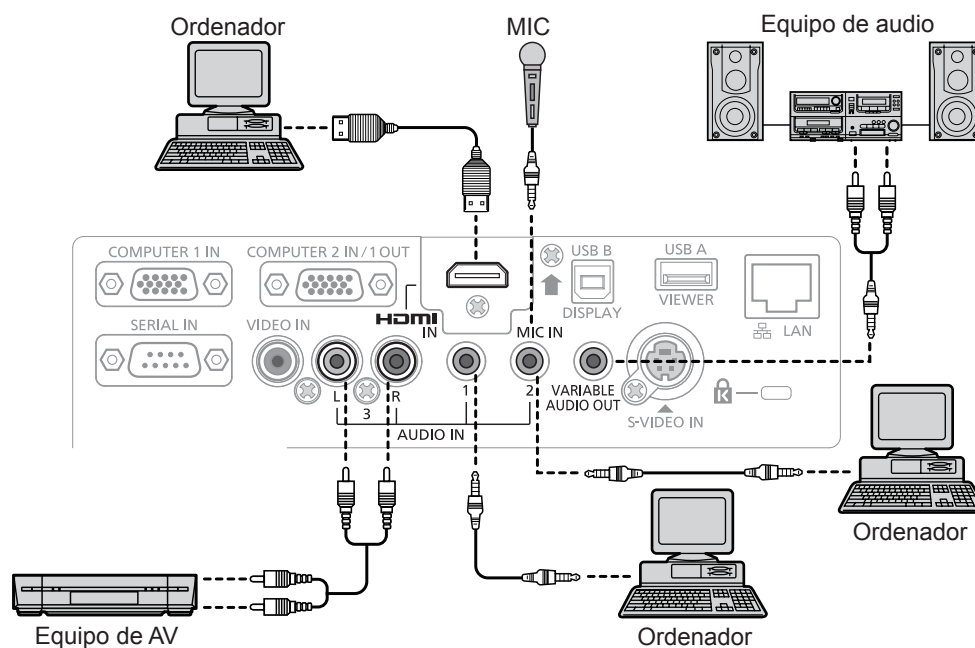 Ordenador
MIC
Equipo de audio
COMPUTER 1 IN
COMPUTER 2 IN / 1 OUT
USB B
USB A
DISPLAY
VIEWER
SERIAL IN
VIDEO IN
HDMI
IN
MIC IN
LAN
L
R
1
2
3
VARIABLE
AUDIO OUT
AUDIO IN
S-VIDEO IN
K
Ordenador
Ordenador
Equipo de AV